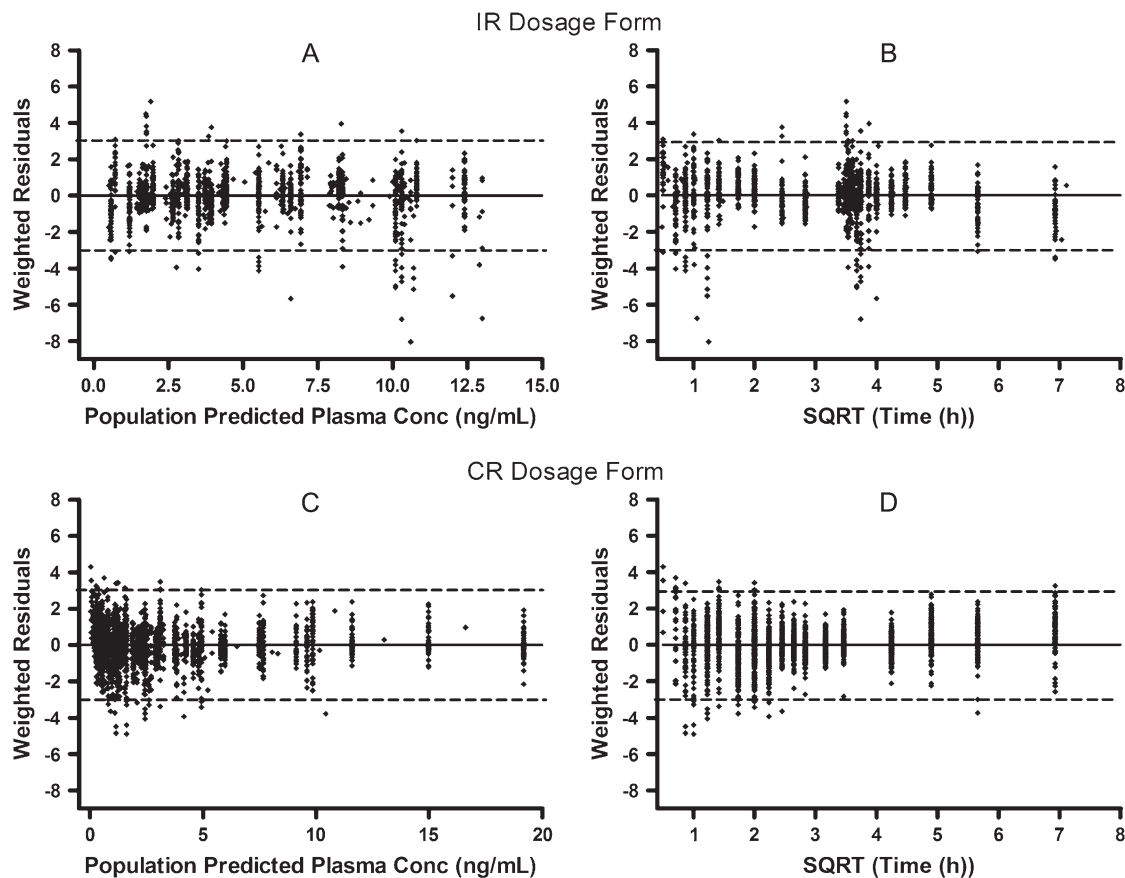 IR Dosage Form
A
8
6
4
2
0
-2
-4
-6
-8
Weighted Residuals
0.0 2.5 5.0 7.5 10.0 12.5 15.0
Population Predicted Plasma Conc (ng/mL)
B
8
6
4
2
0
-2
-4
-6
-8
Weighted Residuals
1 2 3 4 5 6 7 8
SQRT (Time (h))
CR Dosage Form
C
8
6
4
2
0
-2
-4
-6
-8
Weighted Residuals
0 5 10 15 20
Population Predicted Plasma Conc (ng/mL)
D
8
6
4
2
0
-2
-4
-6
-8
Weighted Residuals
1 2 3 4 5 6 7 8
SQRT (Time (h))